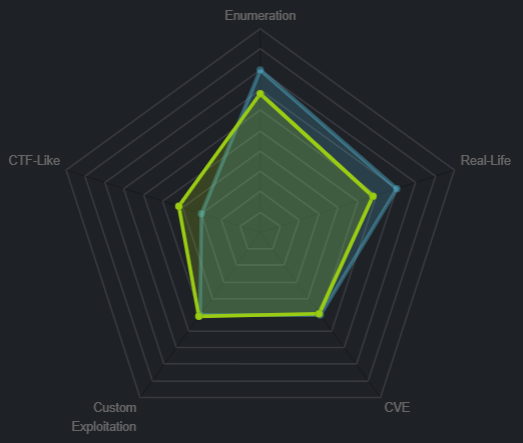 Enumeration
CTF-Like
Real-Life
Custom
Exploitation
CVE